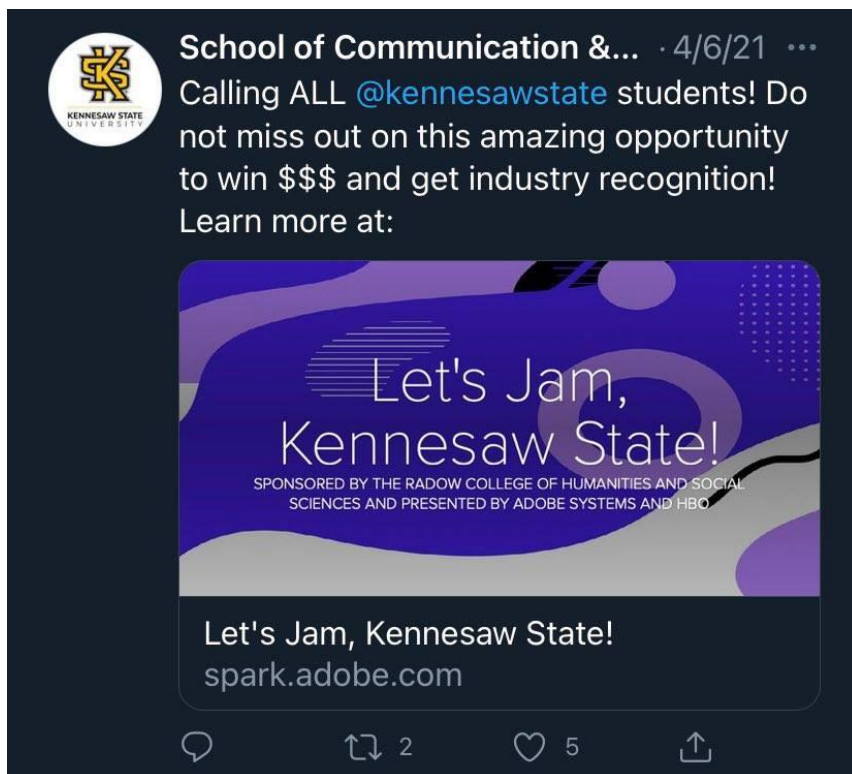 School of Communication &... · 4/6/21 ...
KENNESAW STATE
UNIVERSITY
Calling ALL @kennesawstate students! Do
not miss out on this amazing opportunity
to win $$$ and get industry recognition!
Learn more at:
Let's Jam,
Kennesaw State!
SPONSORED BY THE RADOW COLLEGE OF HUMANITIES AND SOCIAL
SCIENCES AND PRESENTED BY ADOBE SYSTEMS AND HBO
Let's Jam, Kennesaw State!
spark.adobe.com
2 5